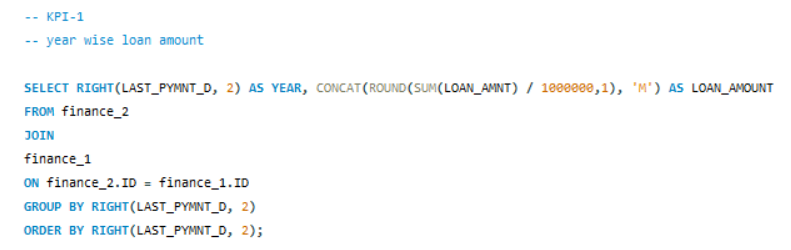 -- KPI-1
-- year wise loan amount
SELECT RIGHT(LAST_PYMNT_D, 2) AS YEAR, CONCAT(ROUND(SUM(LOAN_AMNT) / 1000000,1), 'M') AS LOAN_AMOUNT
FROM finance_2
JOIN
finance_1
ON finance_2.ID = finance_1.ID
GROUP BY RIGHT(LAST_PYMNT_D, 2)
ORDER BY RIGHT(LAST_PYMNT_D, 2);